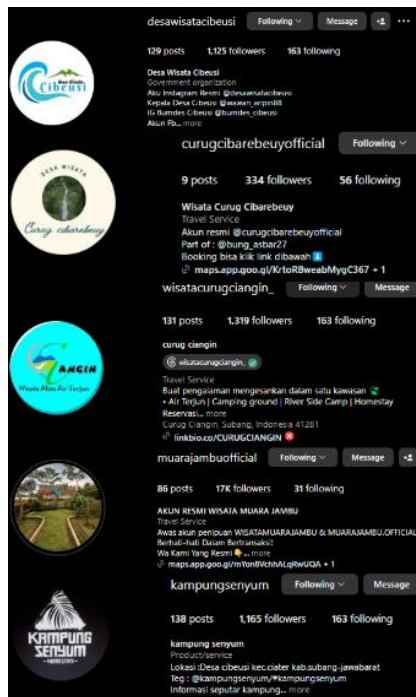 desawisatacibeusi Following Message
129 posts 1,125 followers 163 following
Desa Wisata
Cibeusi
Desa Wisata Cibeusi
Government organization
Aku Instagram Resmi @desawisatacibeusi
Kepala Desa Cibeusi @wawan_anpin88
IG Bumdes Cibeusi @bumdes_cibeusi
Akun Fb... more
curugcibarebeuyofficial Following
9 posts 334 followers 56 following
DESA WISATA
Curug cibarebeuy
Wisata Curug Cibarebeuy
Travel Service
Akun resmi @curugcibarebeuyofficial
Part of : @bung_asbar27
Booking bisa klik link dibawah
maps.app.goo.gl/KrtoRBweabMygC367 + 1
wisatacurugciangin_ Following Message
131 posts 1,319 followers 163 following
CIANGIN
Wisata Alam Air Terjun
curug ciangin
wisatacurugciangin_
Travel Service
Buat pengalaman mengesankan dalam satu kawasan
• Air Terjun | Camping ground | River Side Camp | Homestay
Reservasi... more
Curug Ciangin, Subang, Indonesia 41281
linkbio.co/CURUGCIANGIN
muarajambuofficial Following Message
86 posts 17K followers 31 following
AKUN RESMI WISATA MUARA JAMBU
Travel Service
Awas akun penipuan WISATAMUARAJAMBU & MUARAJAMBU.OFFICIAL
Berhati-hati Dalam Bertransaksi!
Wa Kami Yang Resmi ... more
maps.app.goo.gl/mYon8VchhALqRwUQA + 1
kampungsenyum Following Message
138 posts 1,165 followers 163 following
KAMPUNG
SENYUM
kampung senyum
Product/service
Lokasi :Desa cibeusi kec.ciater kab.subang-jawabarat
Teg : @kampungsenyum/#kampungsenyum
Informasi seputar kampung... more